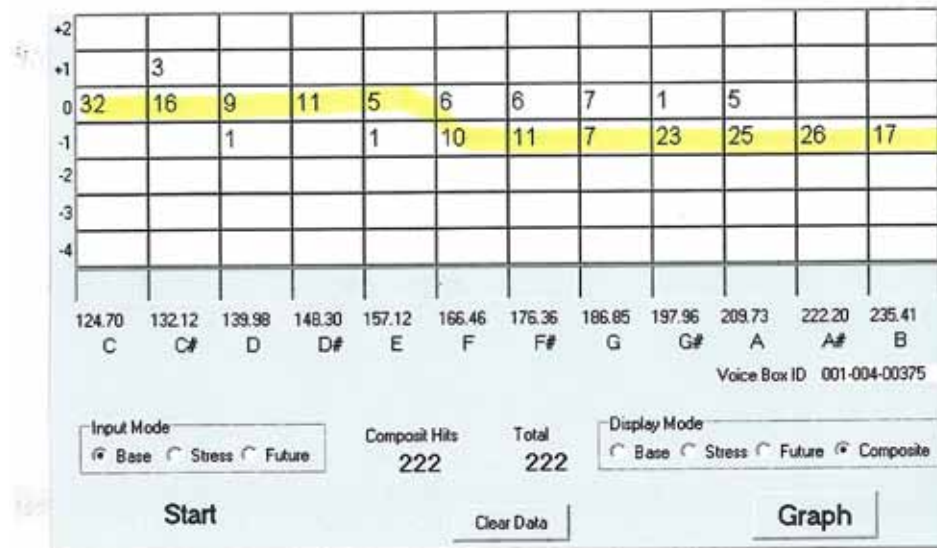 +2
+1 3
0 32 16 9 11 5 6 6 7 1 5
-1 1 1 10 11 7 23 25 26 17
-2
-3
-4
124.70 132.12 139.98 148.30 157.12 166.46 176.36 186.85 197.96 209.73 222.20 235.41
C C# D D# E F F# G G# A A# B
Voice Box ID 001-004-00375
Input Mode Composit Hits Total Display Mode
Base Stress Future 222 222 Base Stress Future Composite
Start Clear Data Graph